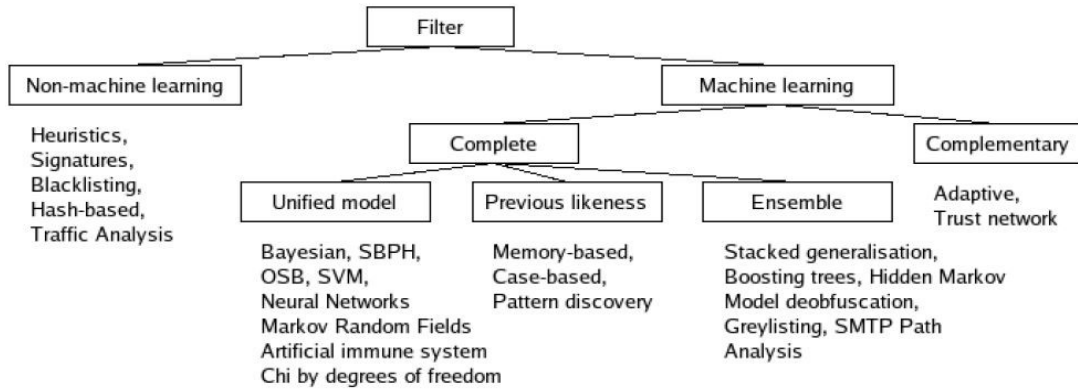 Filter
Non-machine learning
Machine learning
Heuristics,
Signatures,
Blacklisting,
Hash-based,
Traffic Analysis
Complete
Complementary
Adaptive,
Trust network
Unified model
Previous likeness
Ensemble
Bayesian, SBPH,
OSB, SVM,
Neural Networks
Markov Random Fields
Artificial immune system
Chi by degrees of freedom
Memory-based,
Case-based,
Pattern discovery
Stacked generalisation,
Boosting trees, Hidden Markov
Model deobfuscation,
Greylisting, SMTP Path
Analysis